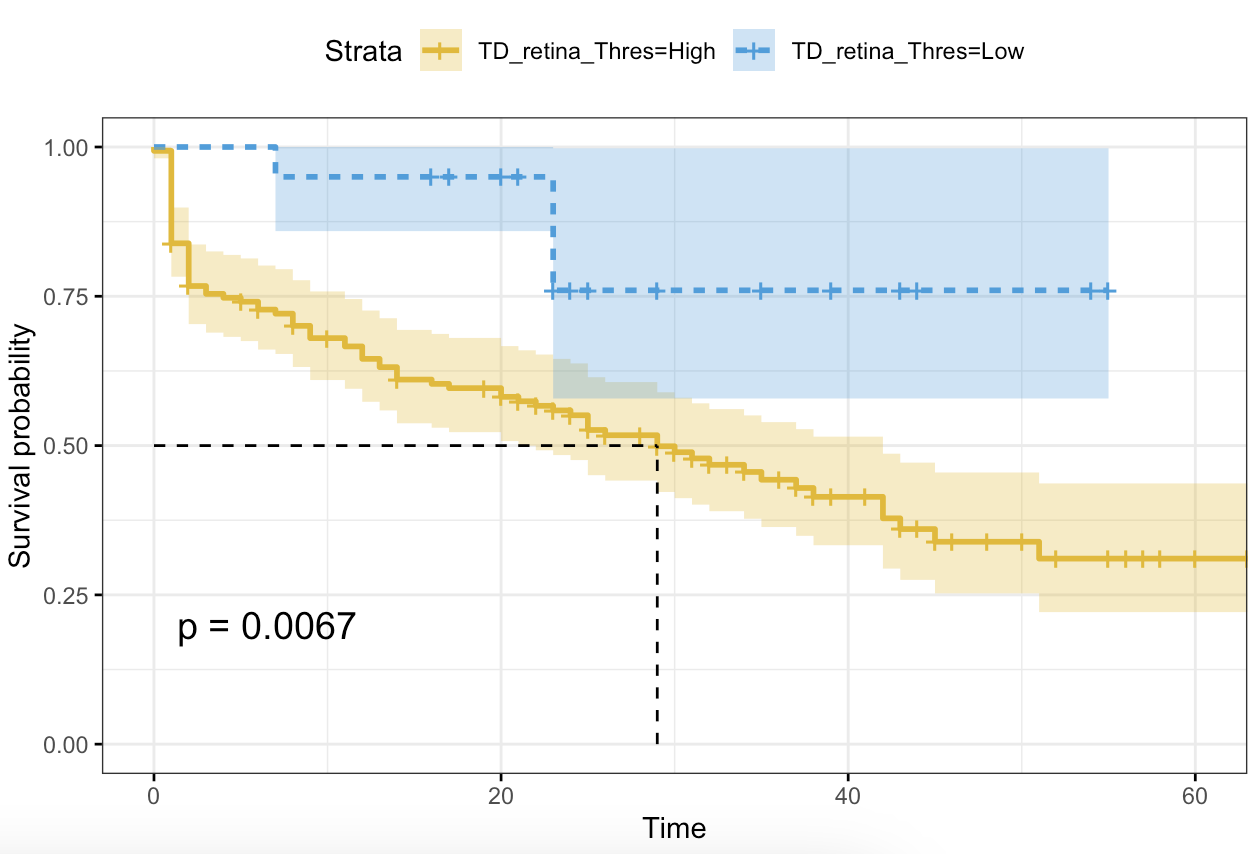 Strata TD_retina_Thres=High TD_retina_Thres=Low
1.00
0.75
0.50
0.25
0.00
Survival probability
p = 0.0067
0 20 40 60
Time